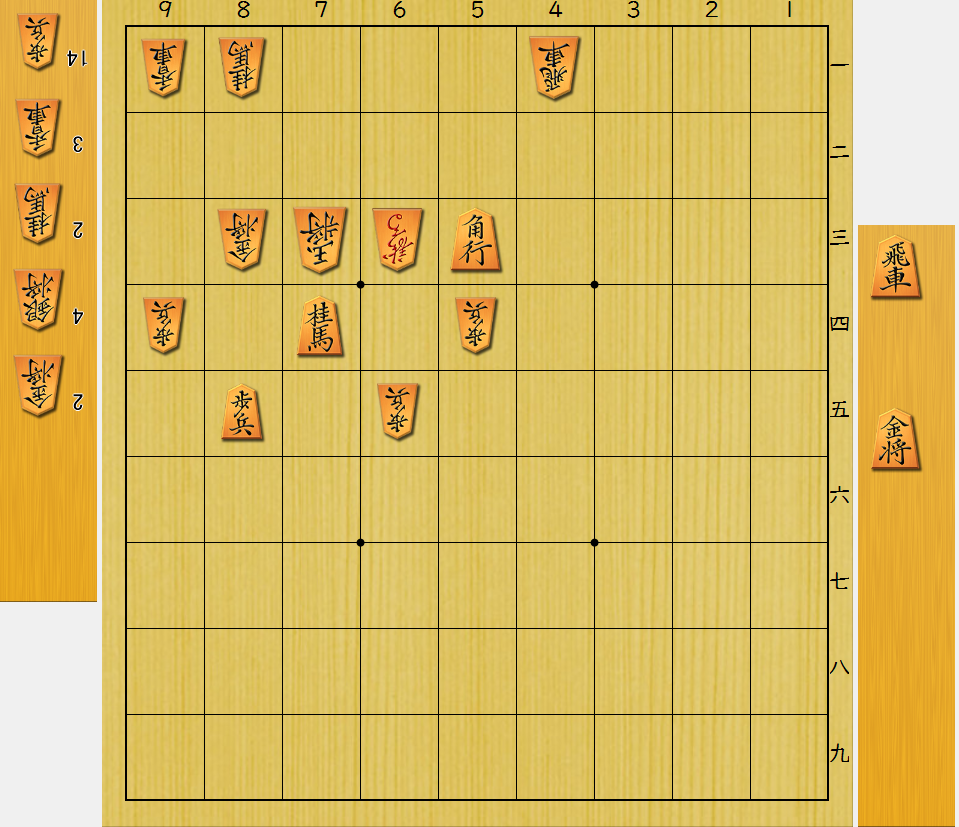 9 8 7 6 5 4 3 2 1
歩兵 14
香車 3
桂馬 2
銀将 4
金将 2
香車 桂馬 飛車 一
二
金将 玉将 角行 三
歩兵 桂馬 歩兵 四
歩兵 歩兵 五
六
七
八
九
飛車
金将